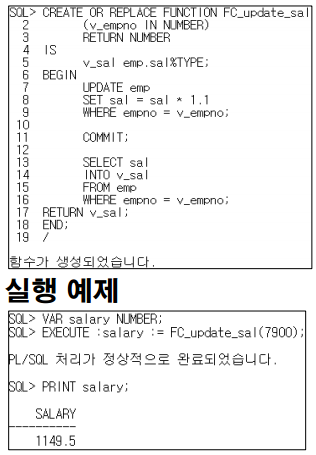 SQL> CREATE OR REPLACE FUNCTION FC_update_sal
2 (v_empno IN NUMBER)
3 RETURN NUMBER
4 IS
5 v_sal emp.sal%TYPE;
6 BEGIN
7 UPDATE emp
8 SET sal = sal * 1.1
9 WHERE empno = v_empno;
10
11 COMMIT;
12
13 SELECT sal
14 INTO v_sal
15 FROM emp
16 WHERE empno = v_empno;
17 RETURN v_sal;
18 END;
19 /
함수가 생성되었습니다.
실행 예제
SQL> VAR salary NUMBER;
SQL> EXECUTE :salary := FC_update_sal(7900);
PL/SQL 처리가 정상적으로 완료되었습니다.
SQL> PRINT salary;
SALARY
----------
1149.5